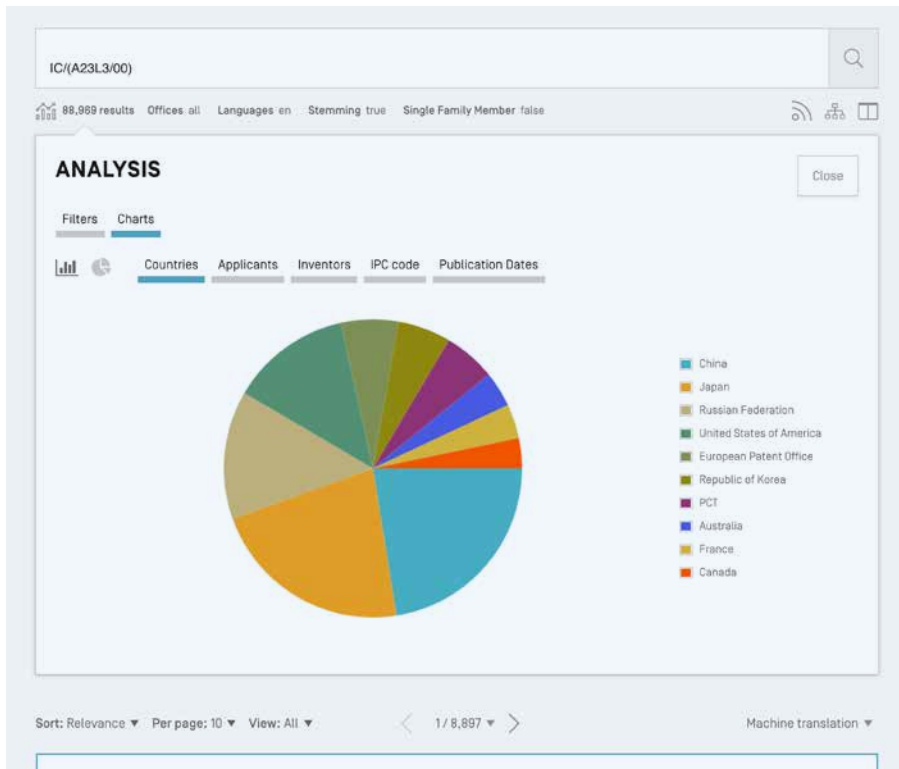 IC/(A23L3/00)
88,969 results Offices all Languages en Stemming true Single Family Member false
ANALYSIS
Close
Filters Charts
Countries Applicants Inventors IPC code Publication Dates
China
Japan
Russian Federation
United States of America
European Patent Office
Republic of Korea
PCT
Australia
France
Canada
Sort: Relevance ▼ Per page: 10 ▼ View: All ▼ 1 / 8,897 ▼ Machine translation ▼